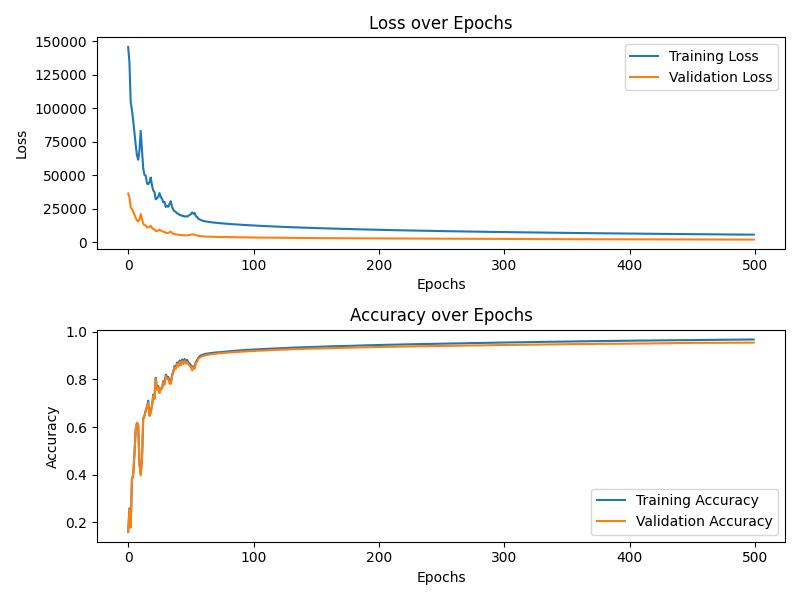 Loss over Epochs
150000
125000
100000
75000
50000
25000
0
Loss
Training Loss
Validation Loss
0 100 200 300 400 500
Epochs
Accuracy over Epochs
1.0
0.8
0.6
0.4
0.2
Accuracy
Training Accuracy
Validation Accuracy
0 100 200 300 400 500
Epochs